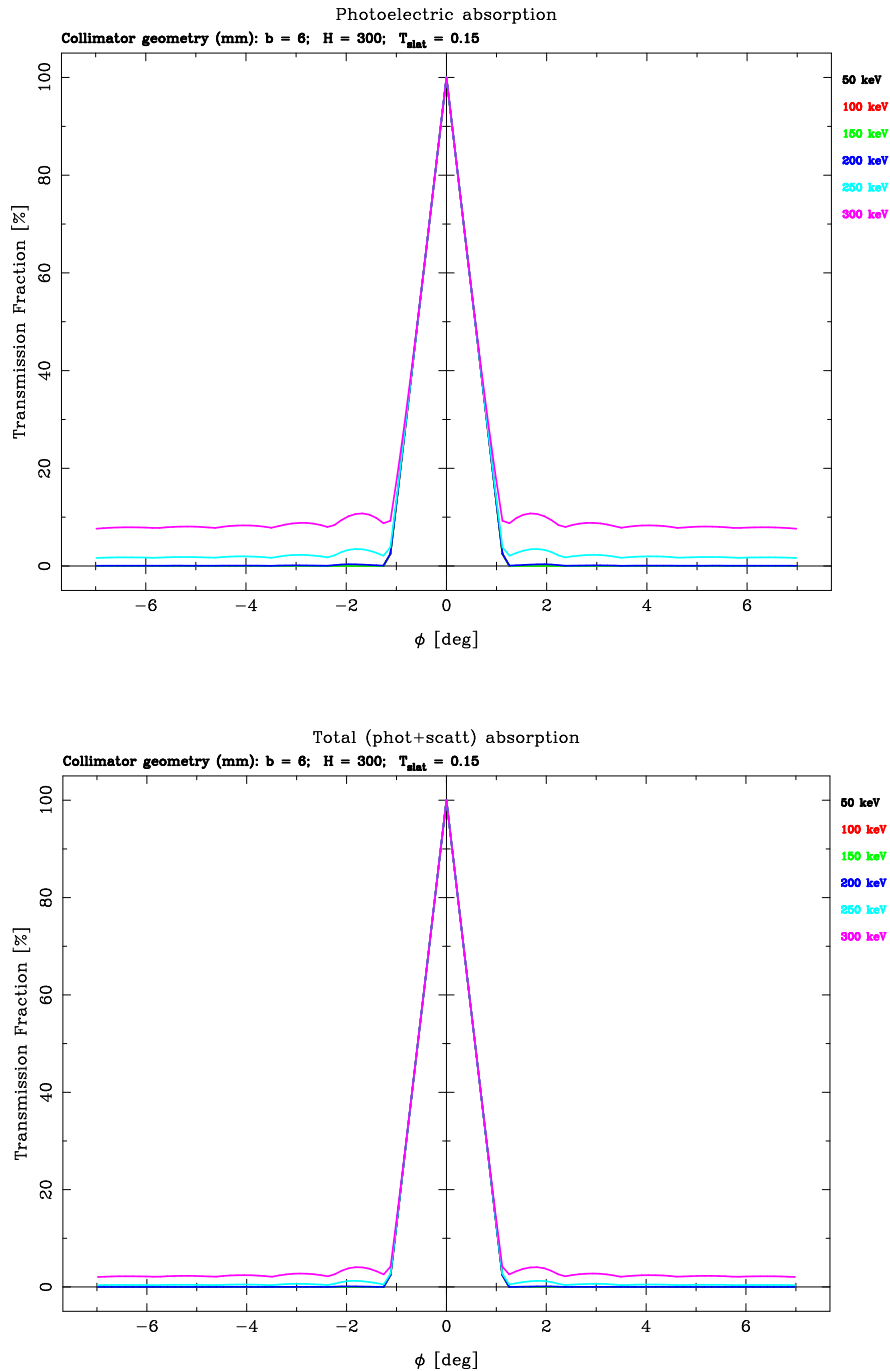 Photoelectric absorption
Collimator geometry (mm): b = 6; H = 300; T_slat = 0.15
50 keV
100 keV
150 keV
200 keV
250 keV
300 keV
Transmission Fraction [%]
100
80
60
40
20
0
−6 −4 −2 0 2 4 6
ϕ [deg]
Total (phot+scatt) absorption
Collimator geometry (mm): b = 6; H = 300; T_slat = 0.15
50 keV
100 keV
150 keV
200 keV
250 keV
300 keV
Transmission Fraction [%]
100
80
60
40
20
0
−6 −4 −2 0 2 4 6
ϕ [deg]